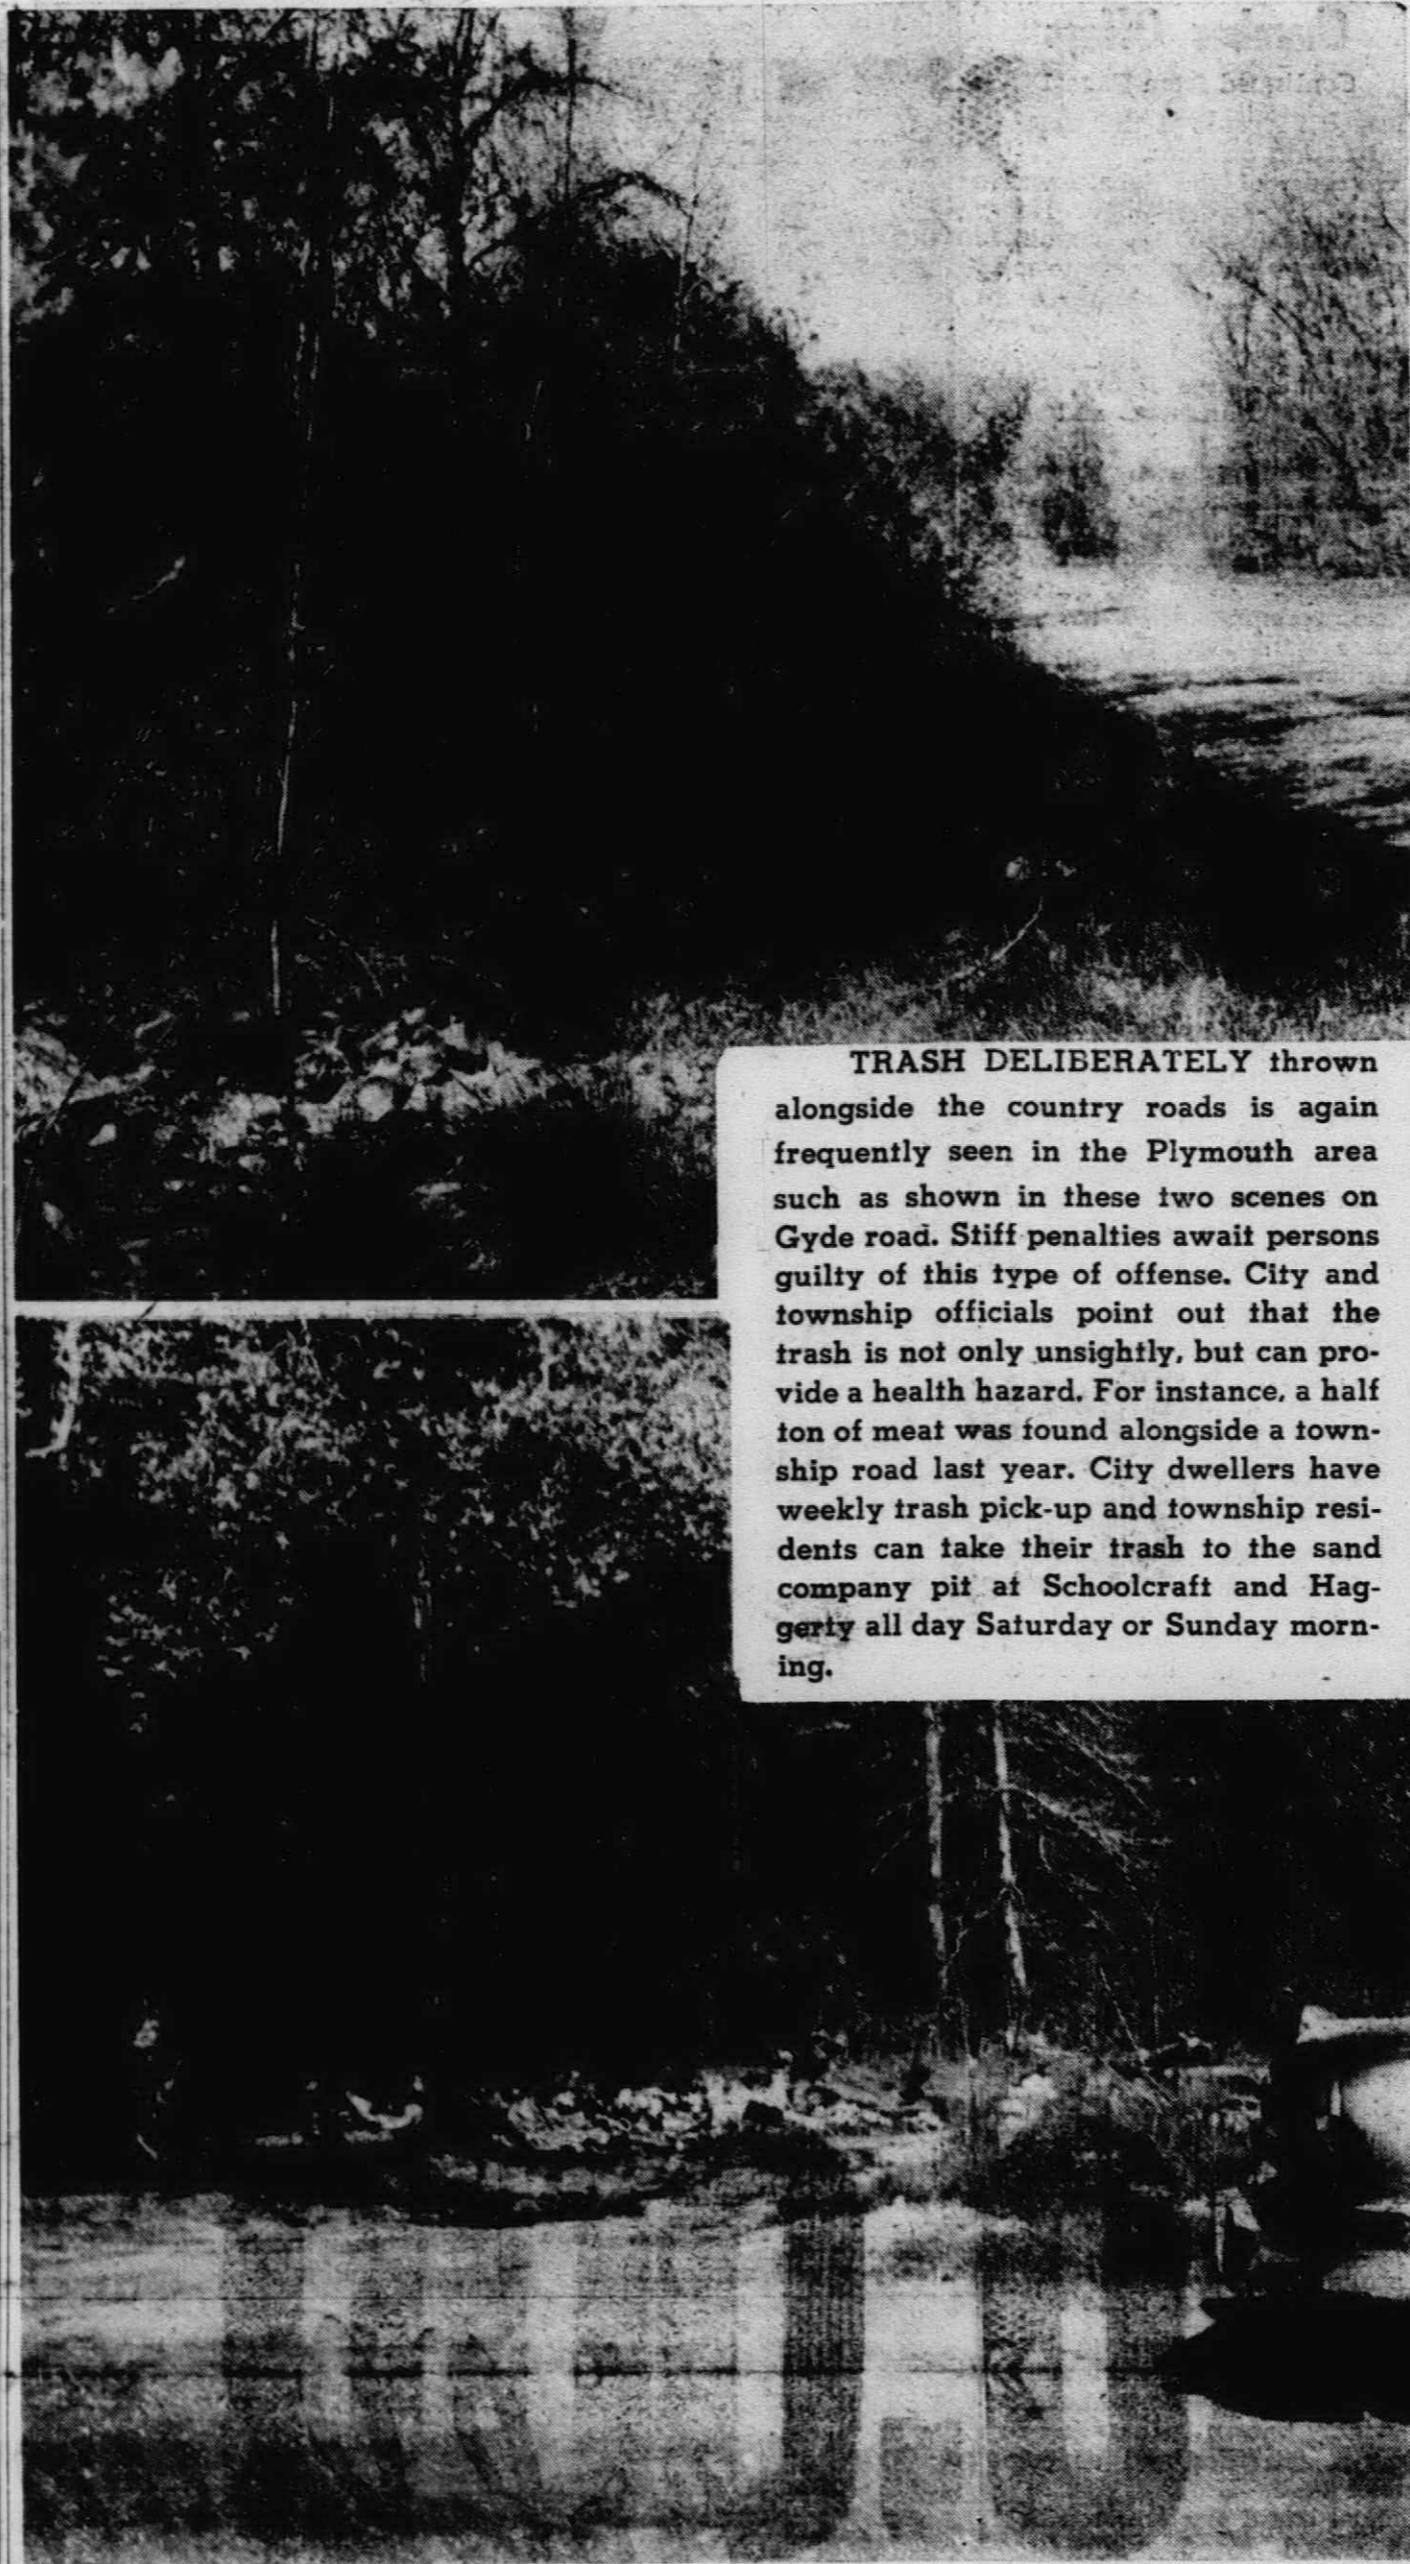 TRASH DELIBERATELY thrown
alongside the country roads is again
frequently seen in the Plymouth area
such as shown in these two scenes on
Gyde road. Stiff penalties await persons
guilty of this type of offense. City and
township officials point out that the
trash is not only unsightly, but can pro-
vide a health hazard. For instance, a half
ton of meat was found alongside a town-
ship road last year. City dwellers have
weekly trash pick-up and township resi-
dents can take their trash to the sand
company pit at Schoolcraft and Hag-
gerty all day Saturday or Sunday morn-
ing.